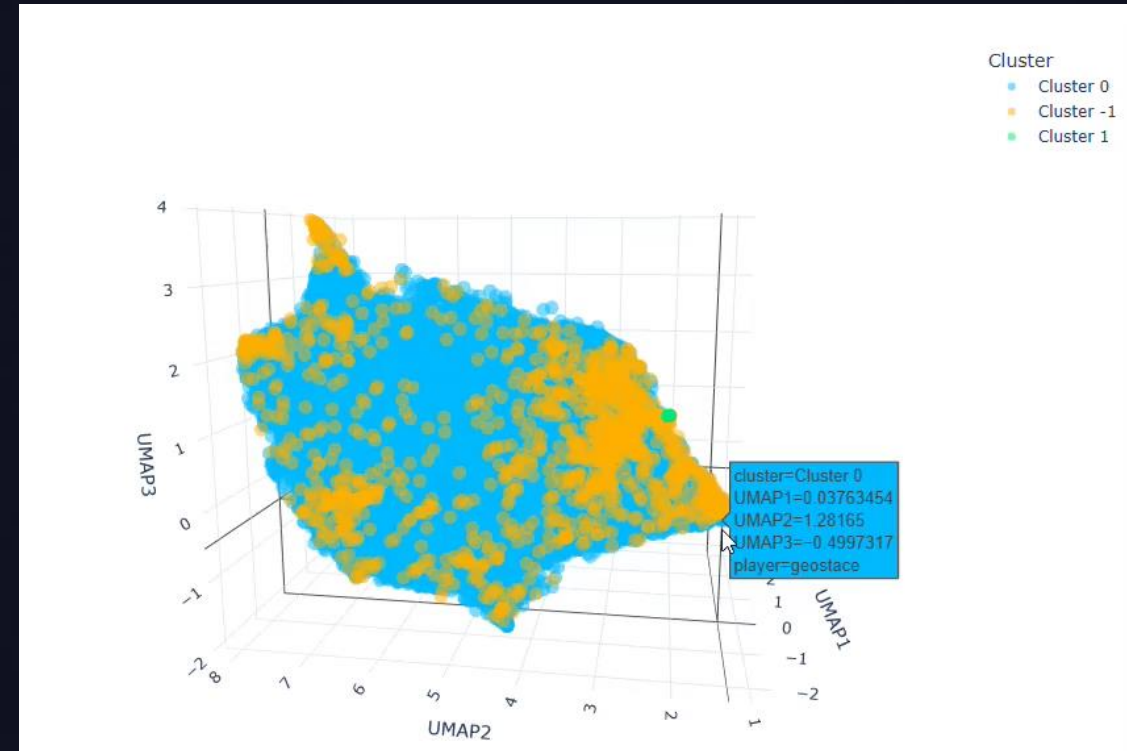 Cluster
Cluster 0
Cluster -1
Cluster 1
4
3
2
1
0
−1
−2
UMAP3
8
7
6
5
4
3
2
1
UMAP2
cluster=Cluster 0
UMAP1=0.03763454
UMAP2=1.28165
UMAP3=−0.4997317
player=geostace
2
1
0
−1
−2
UMAP1